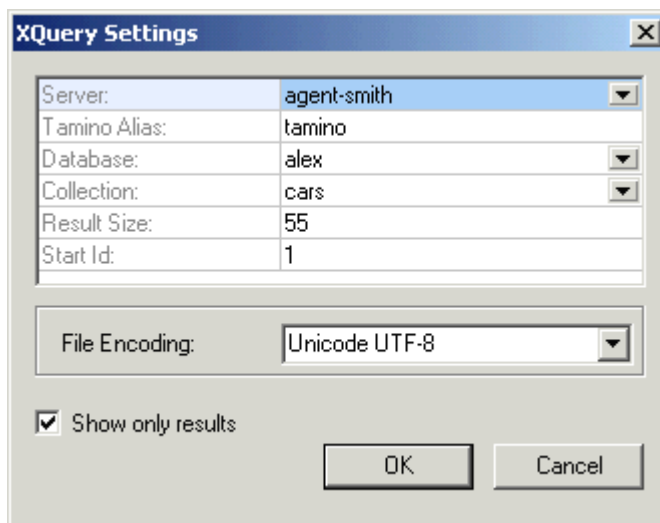 XQuery Settings
Server: agent-smith
Tamino Alias: tamino
Database: alex
Collection: cars
Result Size: 55
Start Id: 1
File Encoding: Unicode UTF-8
Show only results
OK Cancel